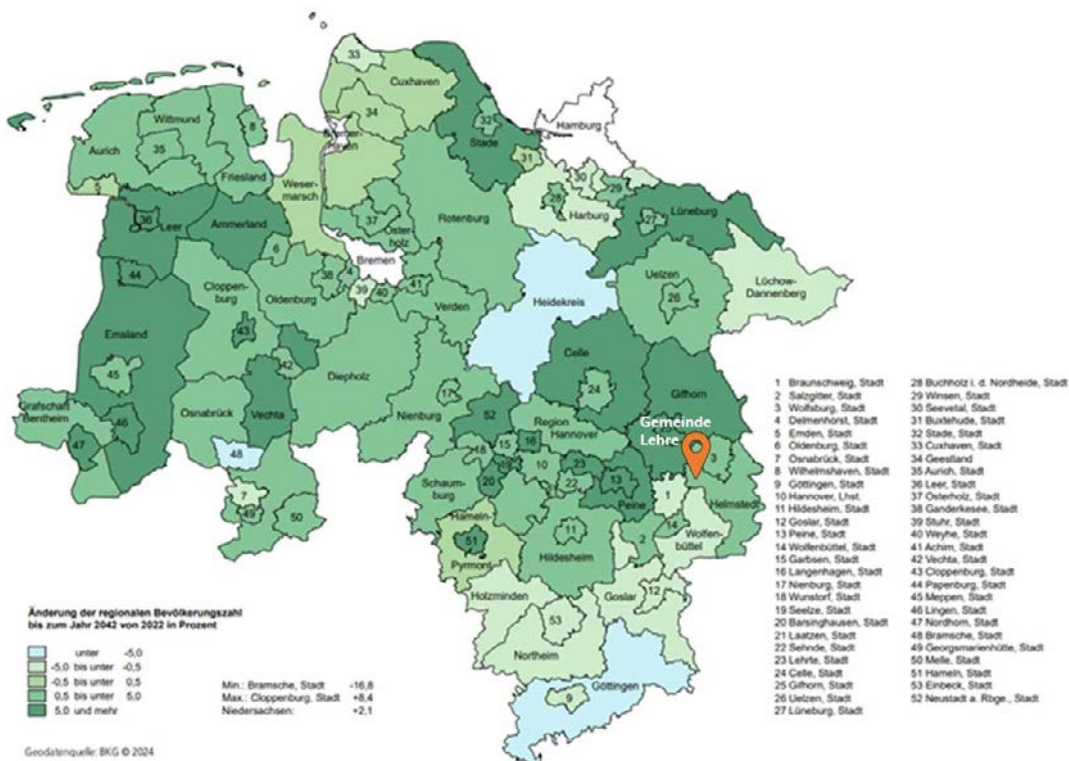 33
Cuxhaven
34
Bremer-
haven
Hamburg
32
Stade
Wittmund
8
Aurich
35
Friesland
5
Weser-
marsch
31
30
29
28
Harburg
Lüneburg
27
36
Leer
Ammerland
37
Oster-
holz
Rotenburg
Bremen
6
44
Cloppen-
burg
Oldenburg
38
4
39
40
41
Verden
Heidekreis
Uelzen
26
Lüchow-
Dannenberg
Emsland
43
42
45
Diepholz
Celle
24
Gifhorn
Grafschaft
Bentheim
46
47
Osnabrück
Vechta
48
Nienburg
17
52
Region
Hannover
Gemeinde
Lehre
3
18
15
16
19
10
23
20
22
21
13
Peine
Helmstedt
1
7
49
50
Schaum-
burg
Hameln-
51
Pyrmont
11
Hildesheim
2
14
Wolfen-
büttel
Holzminden
Goslar
12
53
Northeim
Göttingen
9
1 Braunschweig, Stadt
2 Salzgitter, Stadt
3 Wolfsburg, Stadt
4 Delmenhorst, Stadt
5 Emden, Stadt
6 Oldenburg, Stadt
7 Osnabrück, Stadt
8 Wilhelmshaven, Stadt
9 Göttingen, Stadt
10 Hannover, Lhst.
11 Hildesheim, Stadt
12 Goslar, Stadt
13 Peine, Stadt
14 Wolfenbüttel, Stadt
15 Garbsen, Stadt
16 Langenhagen, Stadt
17 Nienburg, Stadt
18 Wunstorf, Stadt
19 Seelze, Stadt
20 Barsinghausen, Stadt
21 Laatzen, Stadt
22 Sehnde, Stadt
23 Lehrte, Stadt
24 Celle, Stadt
25 Gifhorn, Stadt
26 Uelzen, Stadt
27 Lüneburg, Stadt
28 Buchholz i. d. Nordheide, Stadt
29 Winsen, Stadt
30 Seevetal, Stadt
31 Buxtehude, Stadt
32 Stade, Stadt
33 Cuxhaven, Stadt
34 Geestland
35 Aurich, Stadt
36 Leer, Stadt
37 Osterholz, Stadt
38 Ganderkesee, Stadt
39 Stuhr, Stadt
40 Weyhe, Stadt
41 Achim, Stadt
42 Vechta, Stadt
43 Cloppenburg, Stadt
44 Papenburg, Stadt
45 Meppen, Stadt
46 Lingen, Stadt
47 Nordhorn, Stadt
48 Bramsche, Stadt
49 Georgsmarienhütte, Stadt
50 Melle, Stadt
51 Hameln, Stadt
53 Einbeck, Stadt
52 Neustadt a. Rbge., Stadt
Änderung der regionalen Bevölkerungszahl
bis zum Jahr 2042 von 2022 in Prozent
unter -5,0
-5,0 bis unter -0,5
-0,5 bis unter 0,5
0,5 bis unter 5,0
5,0 und mehr
Min.: Bramsche, Stadt -16,8
Max.: Cloppenburg, Stadt +8,4
Niedersachsen: +2,1
Geodatenquelle: BKG © 2024